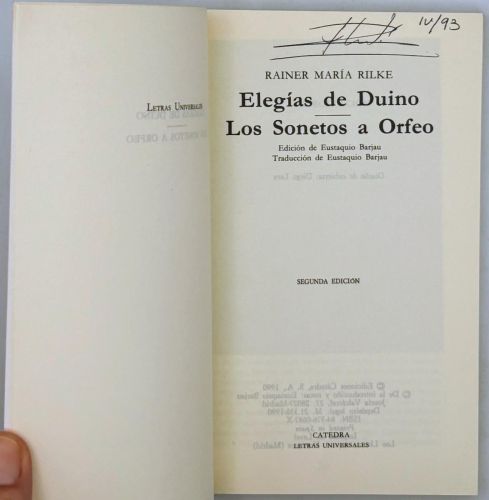 IV/93
LETRAS UNIVERSALES
RAINER MARÍA RILKE
Elegías de Duino
Los Sonetos a Orfeo
Edición de Eustaquio Barjau
Traducción de Eustaquio Barjau
SEGUNDA EDICIÓN
CATEDRA
LETRAS UNIVERSALES